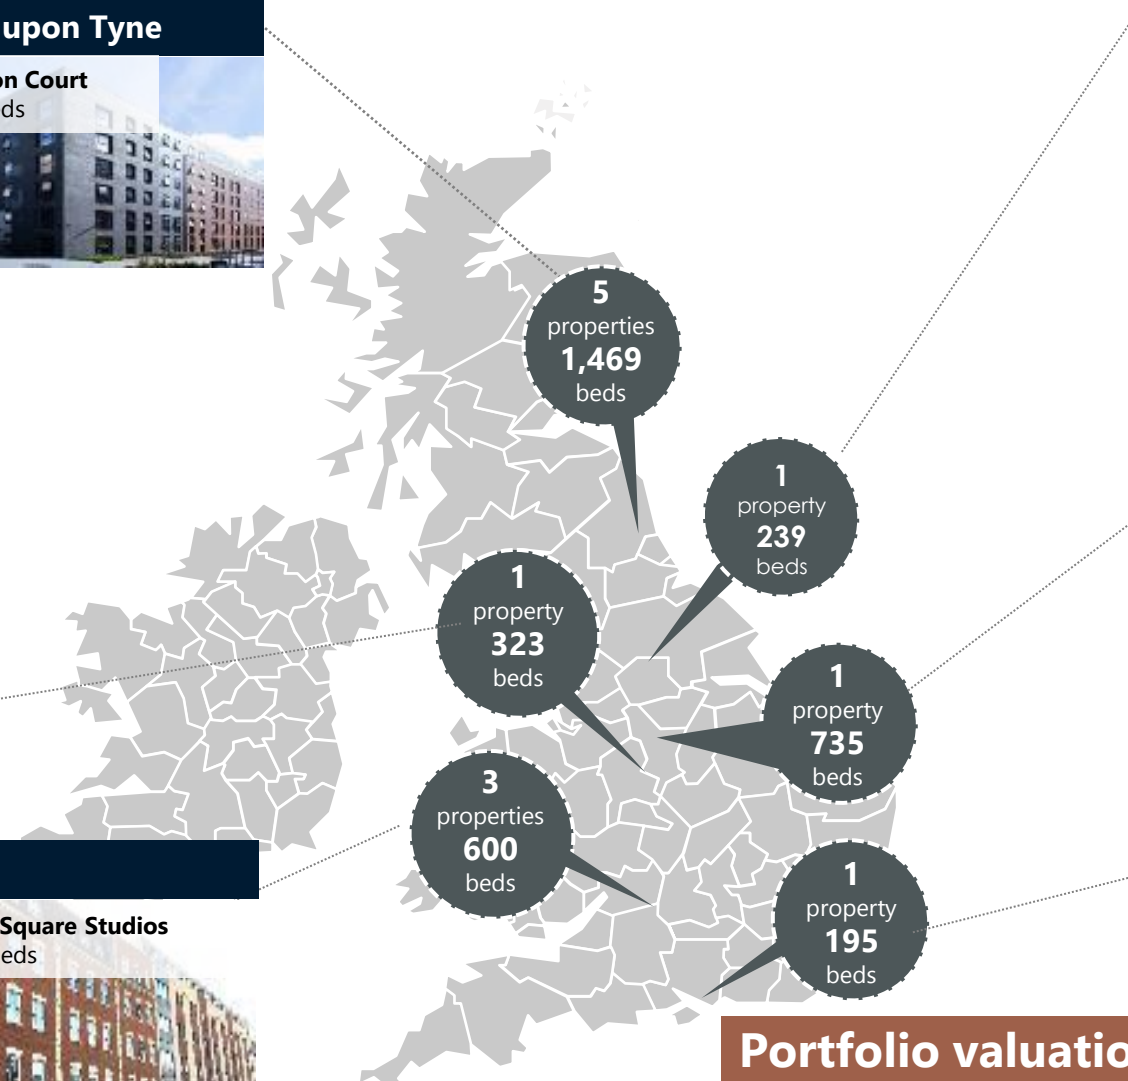 upon Tyne
on Court
ds
5
properties
1,469
beds
1
property
239
beds
1
property
323
beds
1
property
735
beds
3
properties
600
beds
1
property
195
beds
Square Studios
eds
Portfolio valuatio